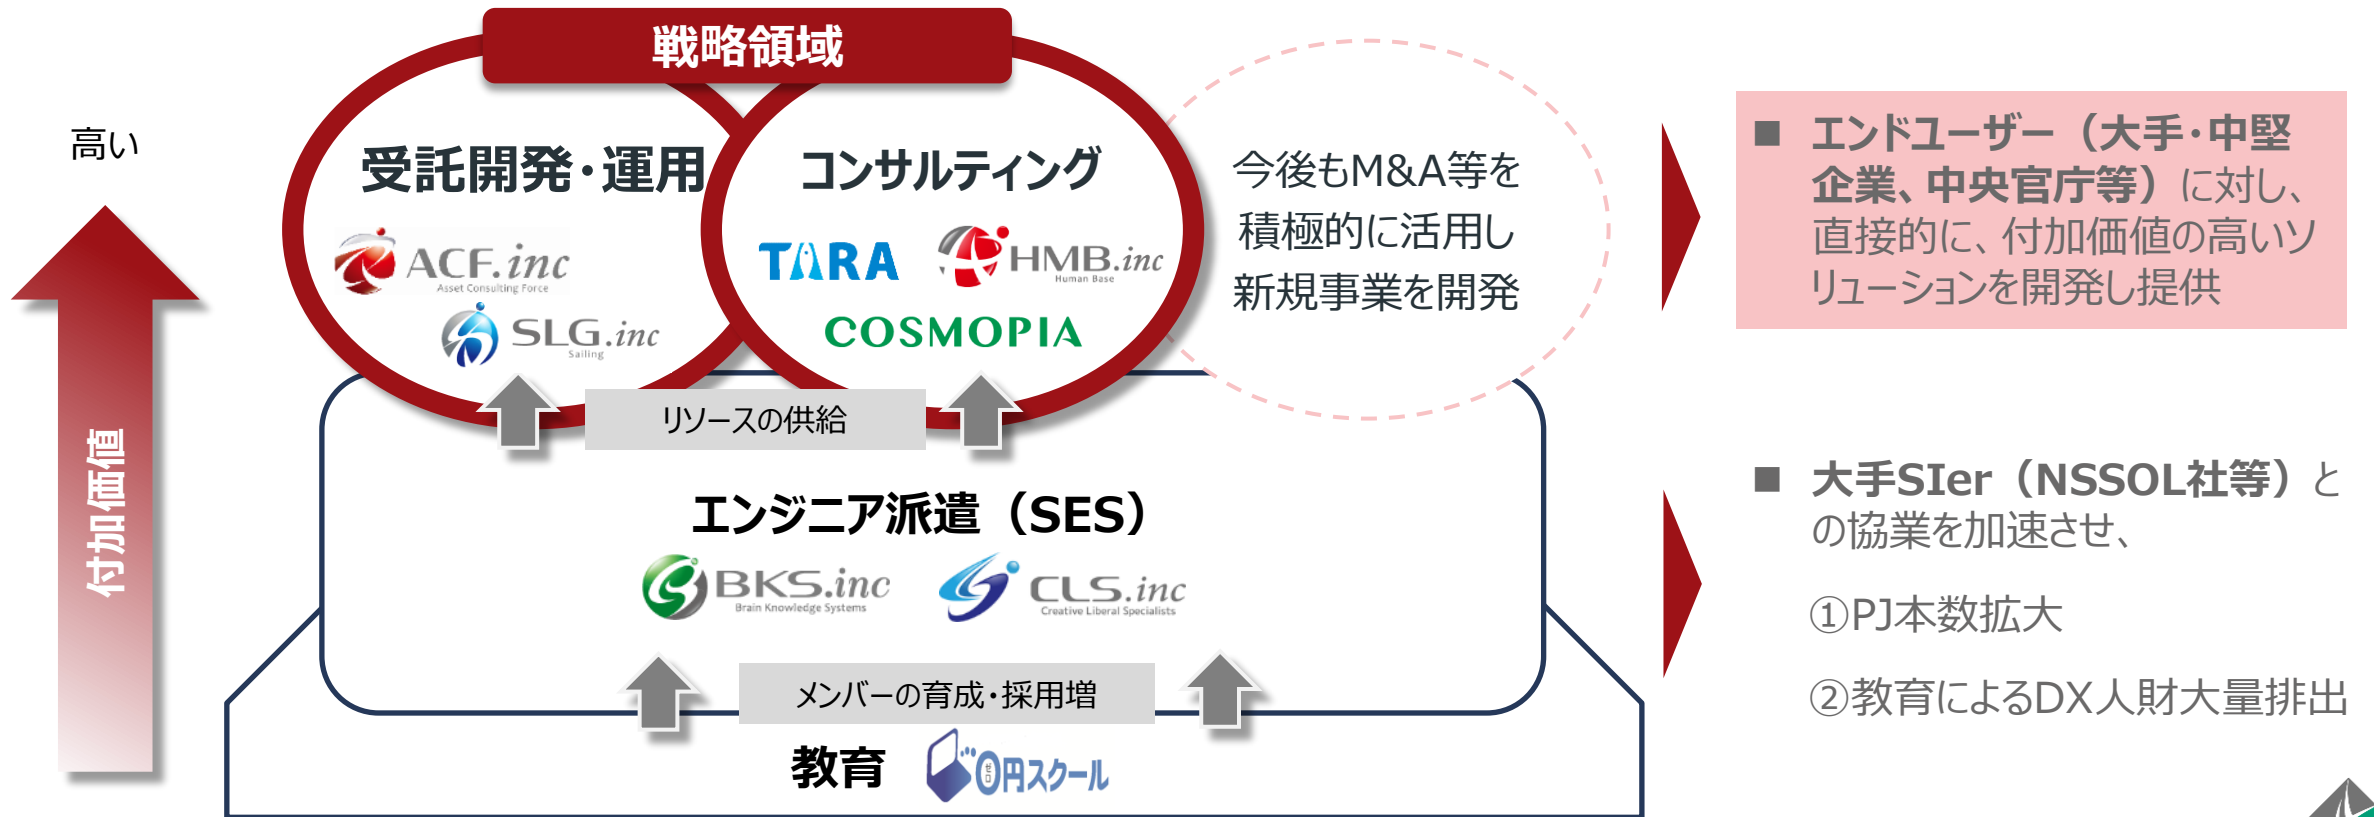 戦略領域
高い
付加価値
受託開発・運用
ACF.inc
Asset Consulting Force
SLG.inc
Sailing
コンサルティング
TARA
HMB.inc
Human Base
COSMOPIA
今後もM&A等を
積極的に活用し
新規事業を開発
リソースの供給
エンジニア派遣（SES）
BKS.inc
Brain Knowledge Systems
CLS.inc
Creative Liberal Specialists
メンバーの育成・採用増
教育
0円スクール
ゼロ
■ エンドユーザー（大手・中堅
企業、中央官庁等）に対し、
直接的に、付加価値の高いソ
リューションを開発し提供
■ 大手SIer（NSSOL社等）と
の協業を加速させ、
①PJ本数拡大
②教育によるDX人財大量排出